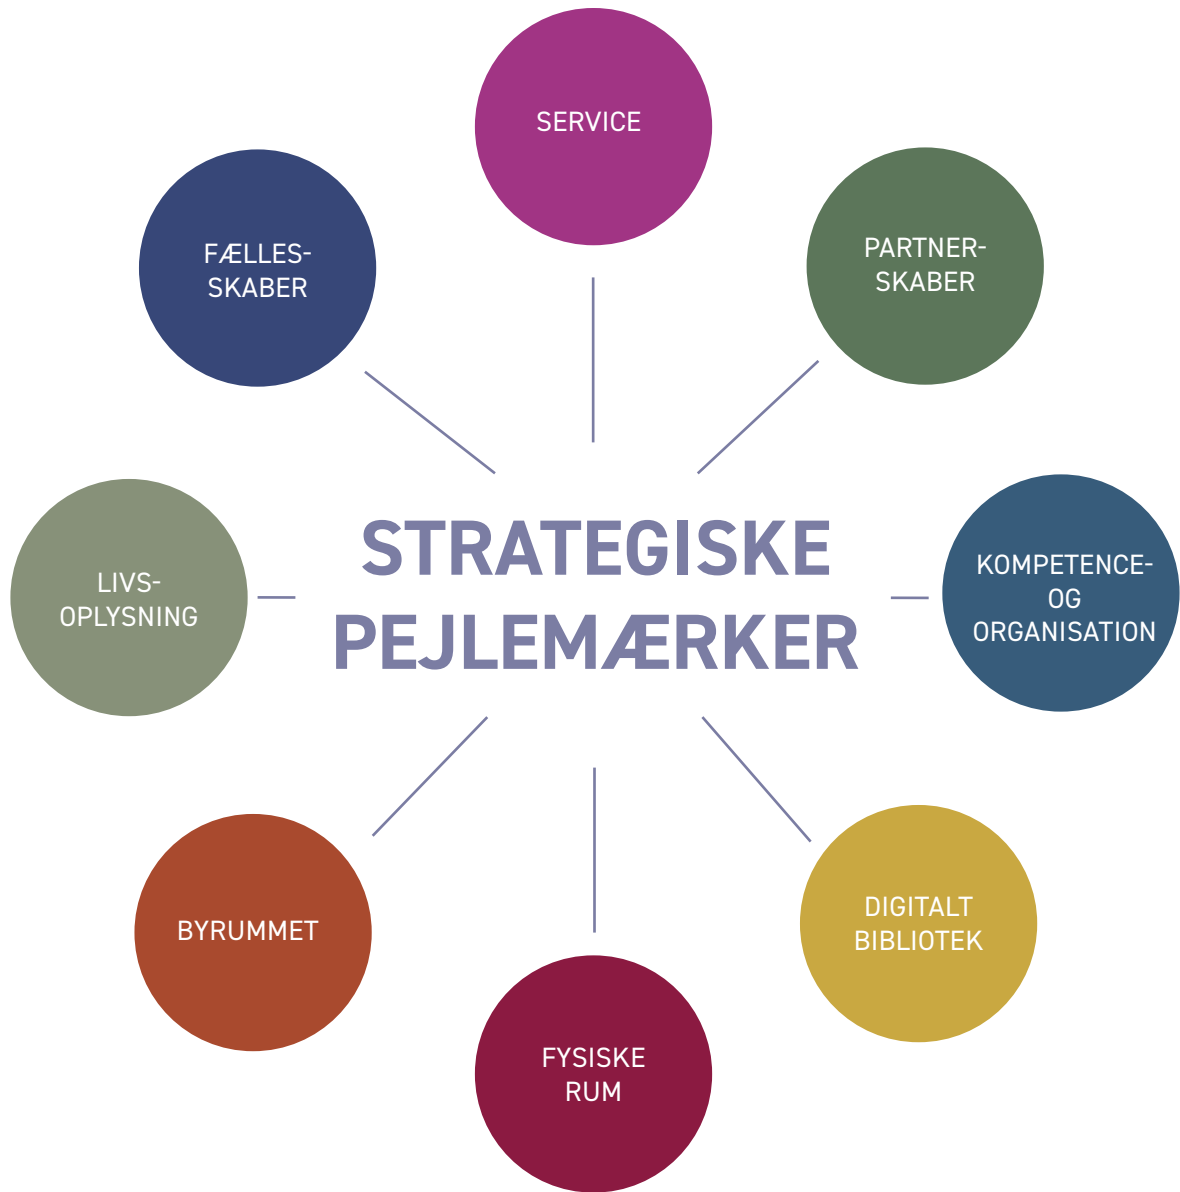 SERVICE
FÆLLES-
SKABER
PARTNER-
SKABER
STRATEGISKE
PEJLEMÆRKER
LIVS-
OPLYSNING
KOMPETENCE-
OG
ORGANISATION
BYRUMMET
DIGITALT
BIBLIOTEK
FYSISKE
RUM